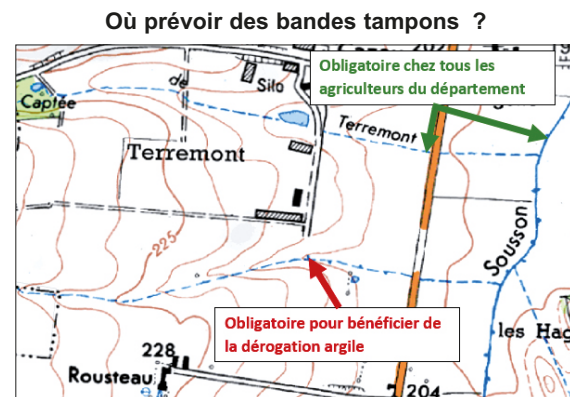 Où prévoir des bandes tampons ?
202
Obligatoire chez tous les
agriculteurs du département
Captée
de
Silo
Terremont
Terremont
225
Sousson
Obligatoire pour bénéficier de
la dérogation argile
les Hag
228
Rousteau
204